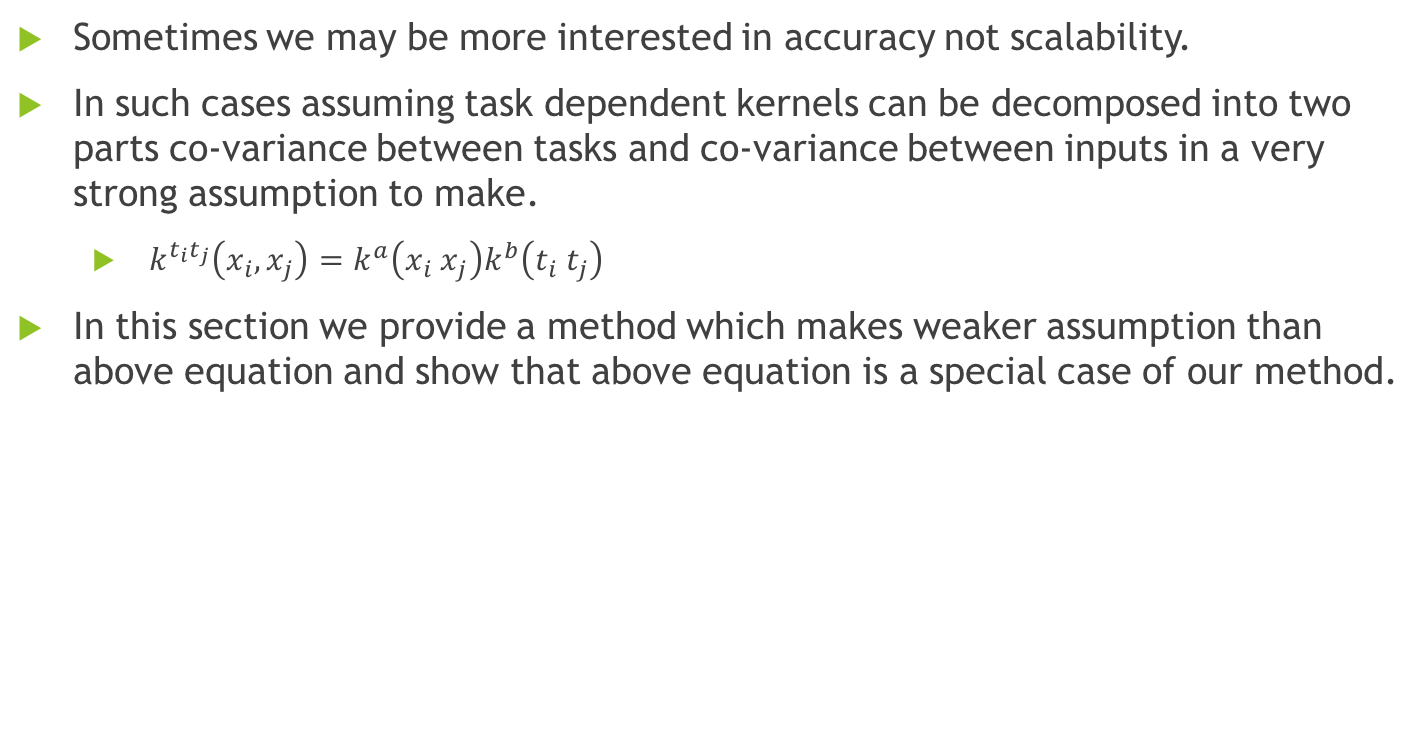 Sometimes we may be more interested in accuracy not scalability.
In such cases assuming task dependent kernels can be decomposed into two
parts co-variance between tasks and co-variance between inputs in a very
strong assumption to make.
$k^{t_i t_j}(x_i, x_j) = k^a(x_i \, x_j) k^b(t_i \, t_j)$
In this section we provide a method which makes weaker assumption than
above equation and show that above equation is a special case of our method.